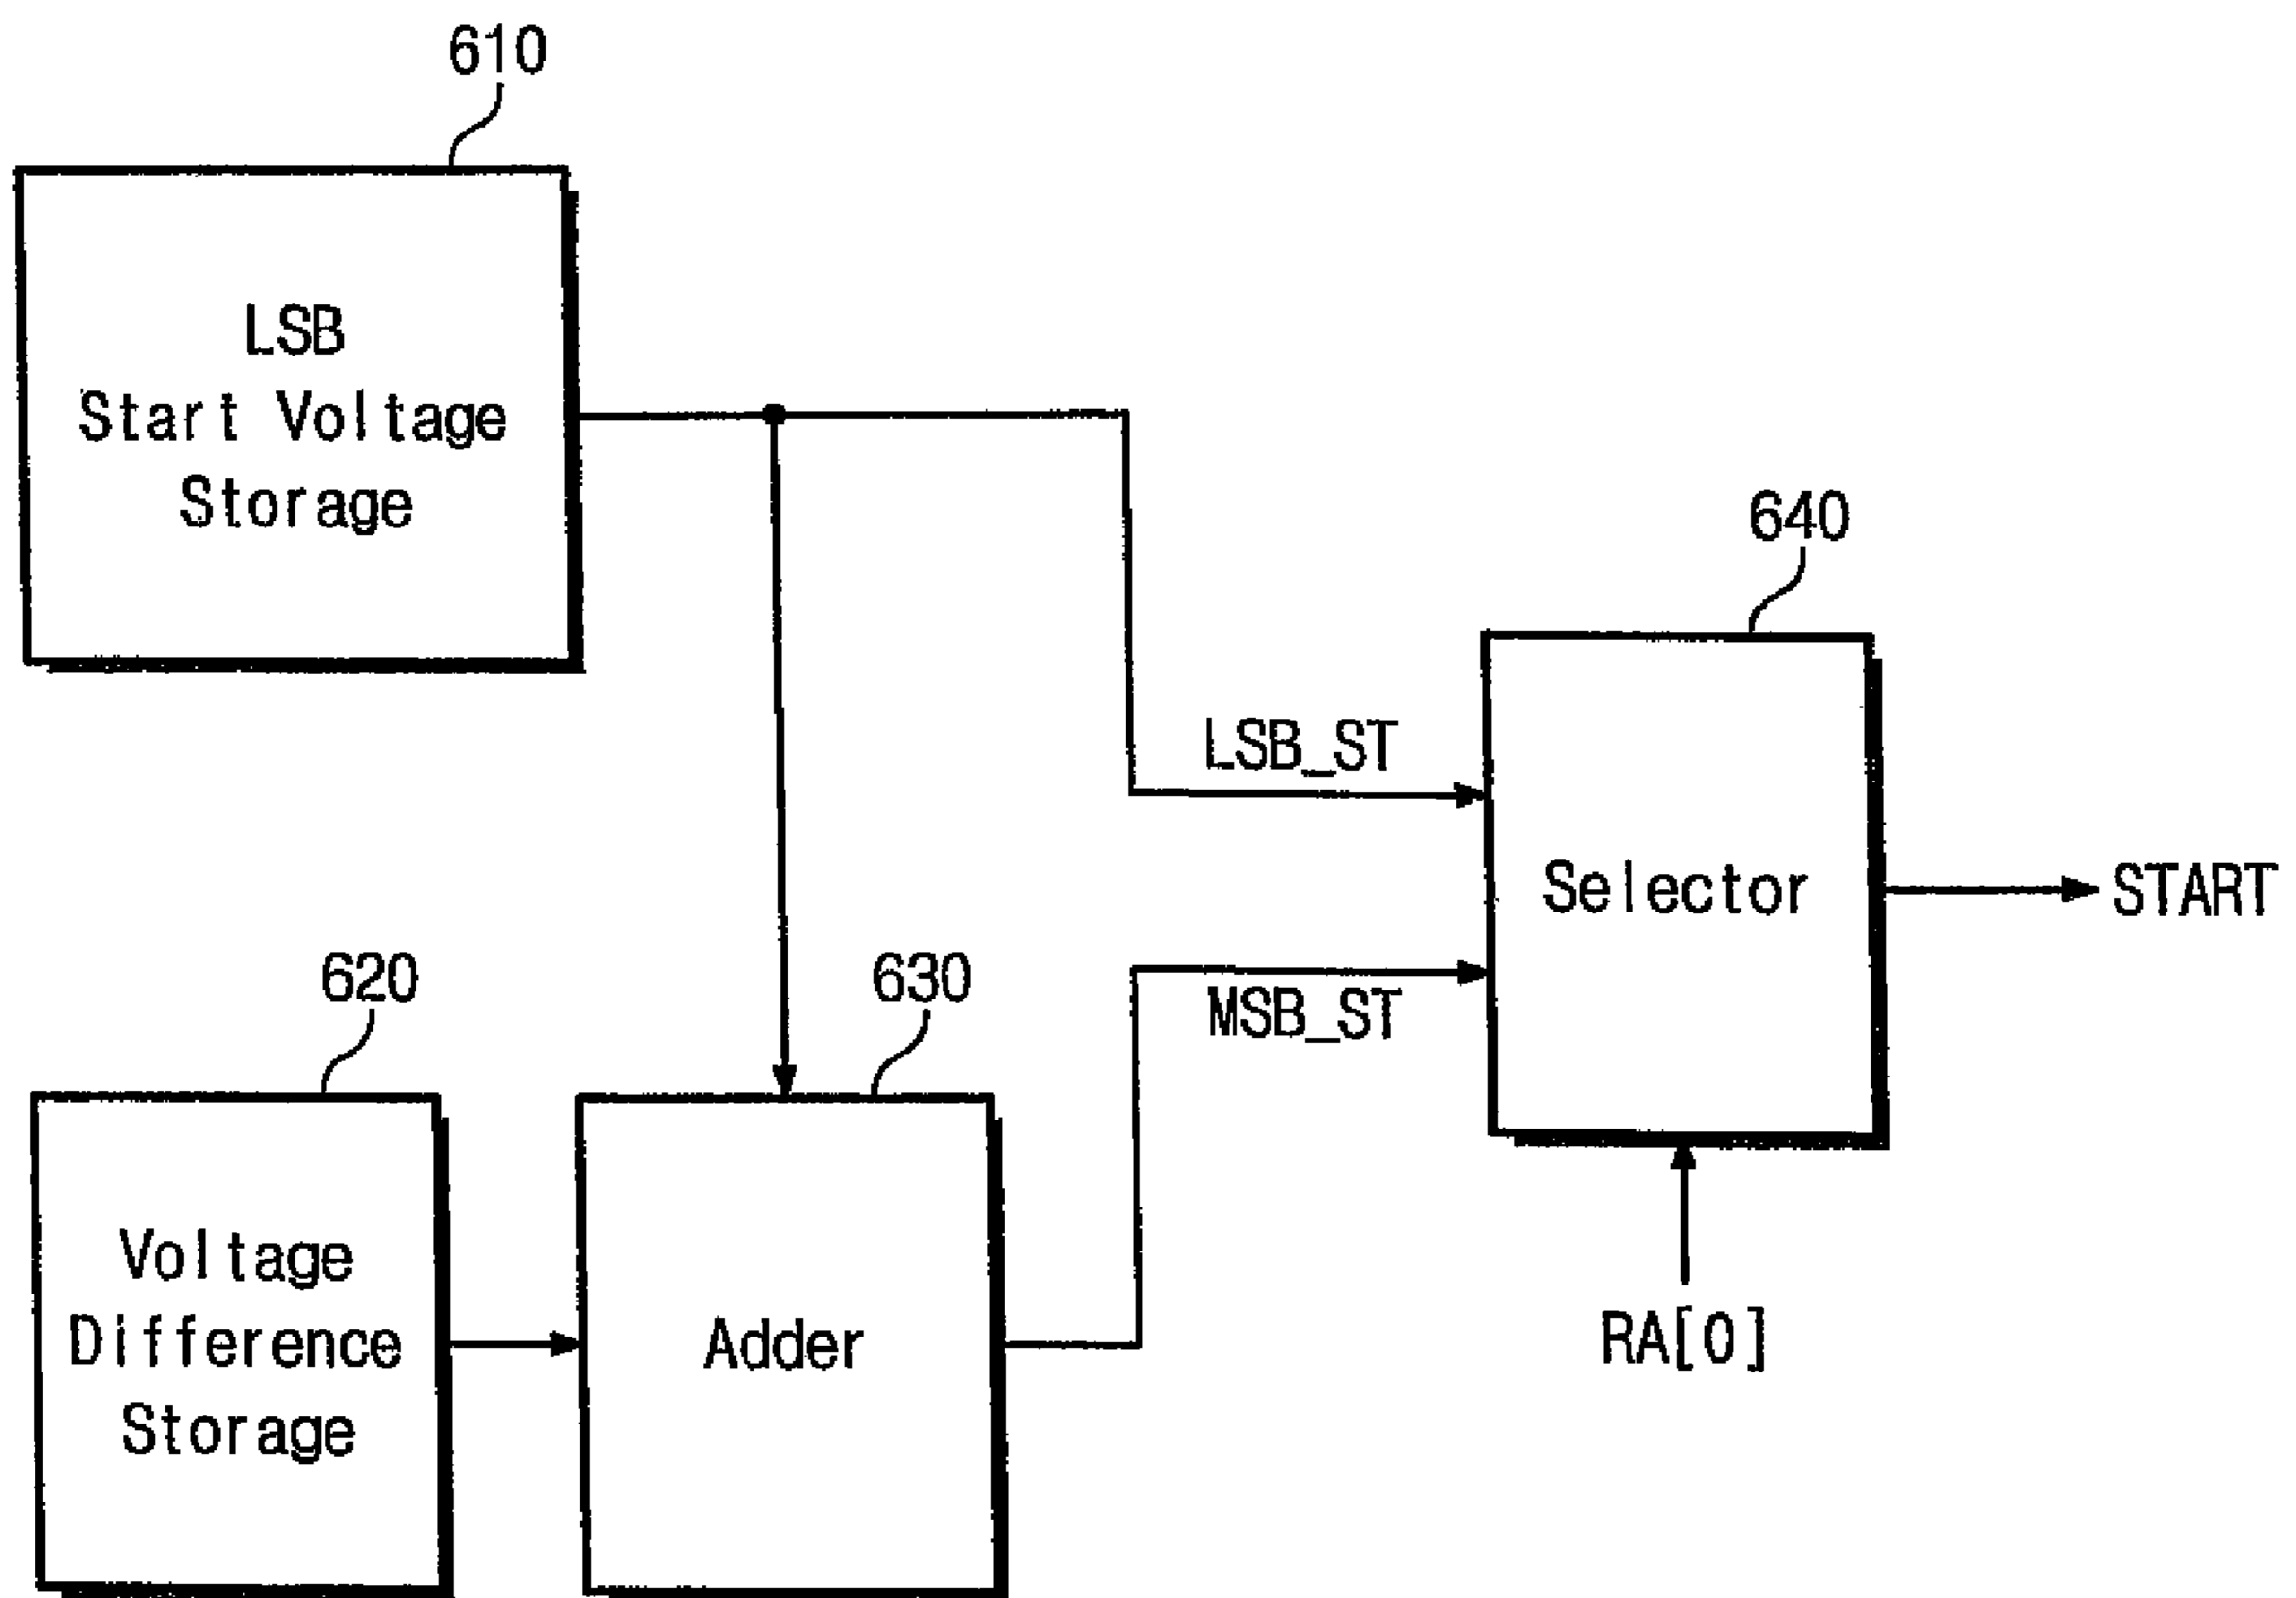 610
LSB
Start Voltage
Storage
640
LSB_ST
Selector
START
620
630
MSB_ST
Voltage
Difference
Storage
Adder
RA[0]